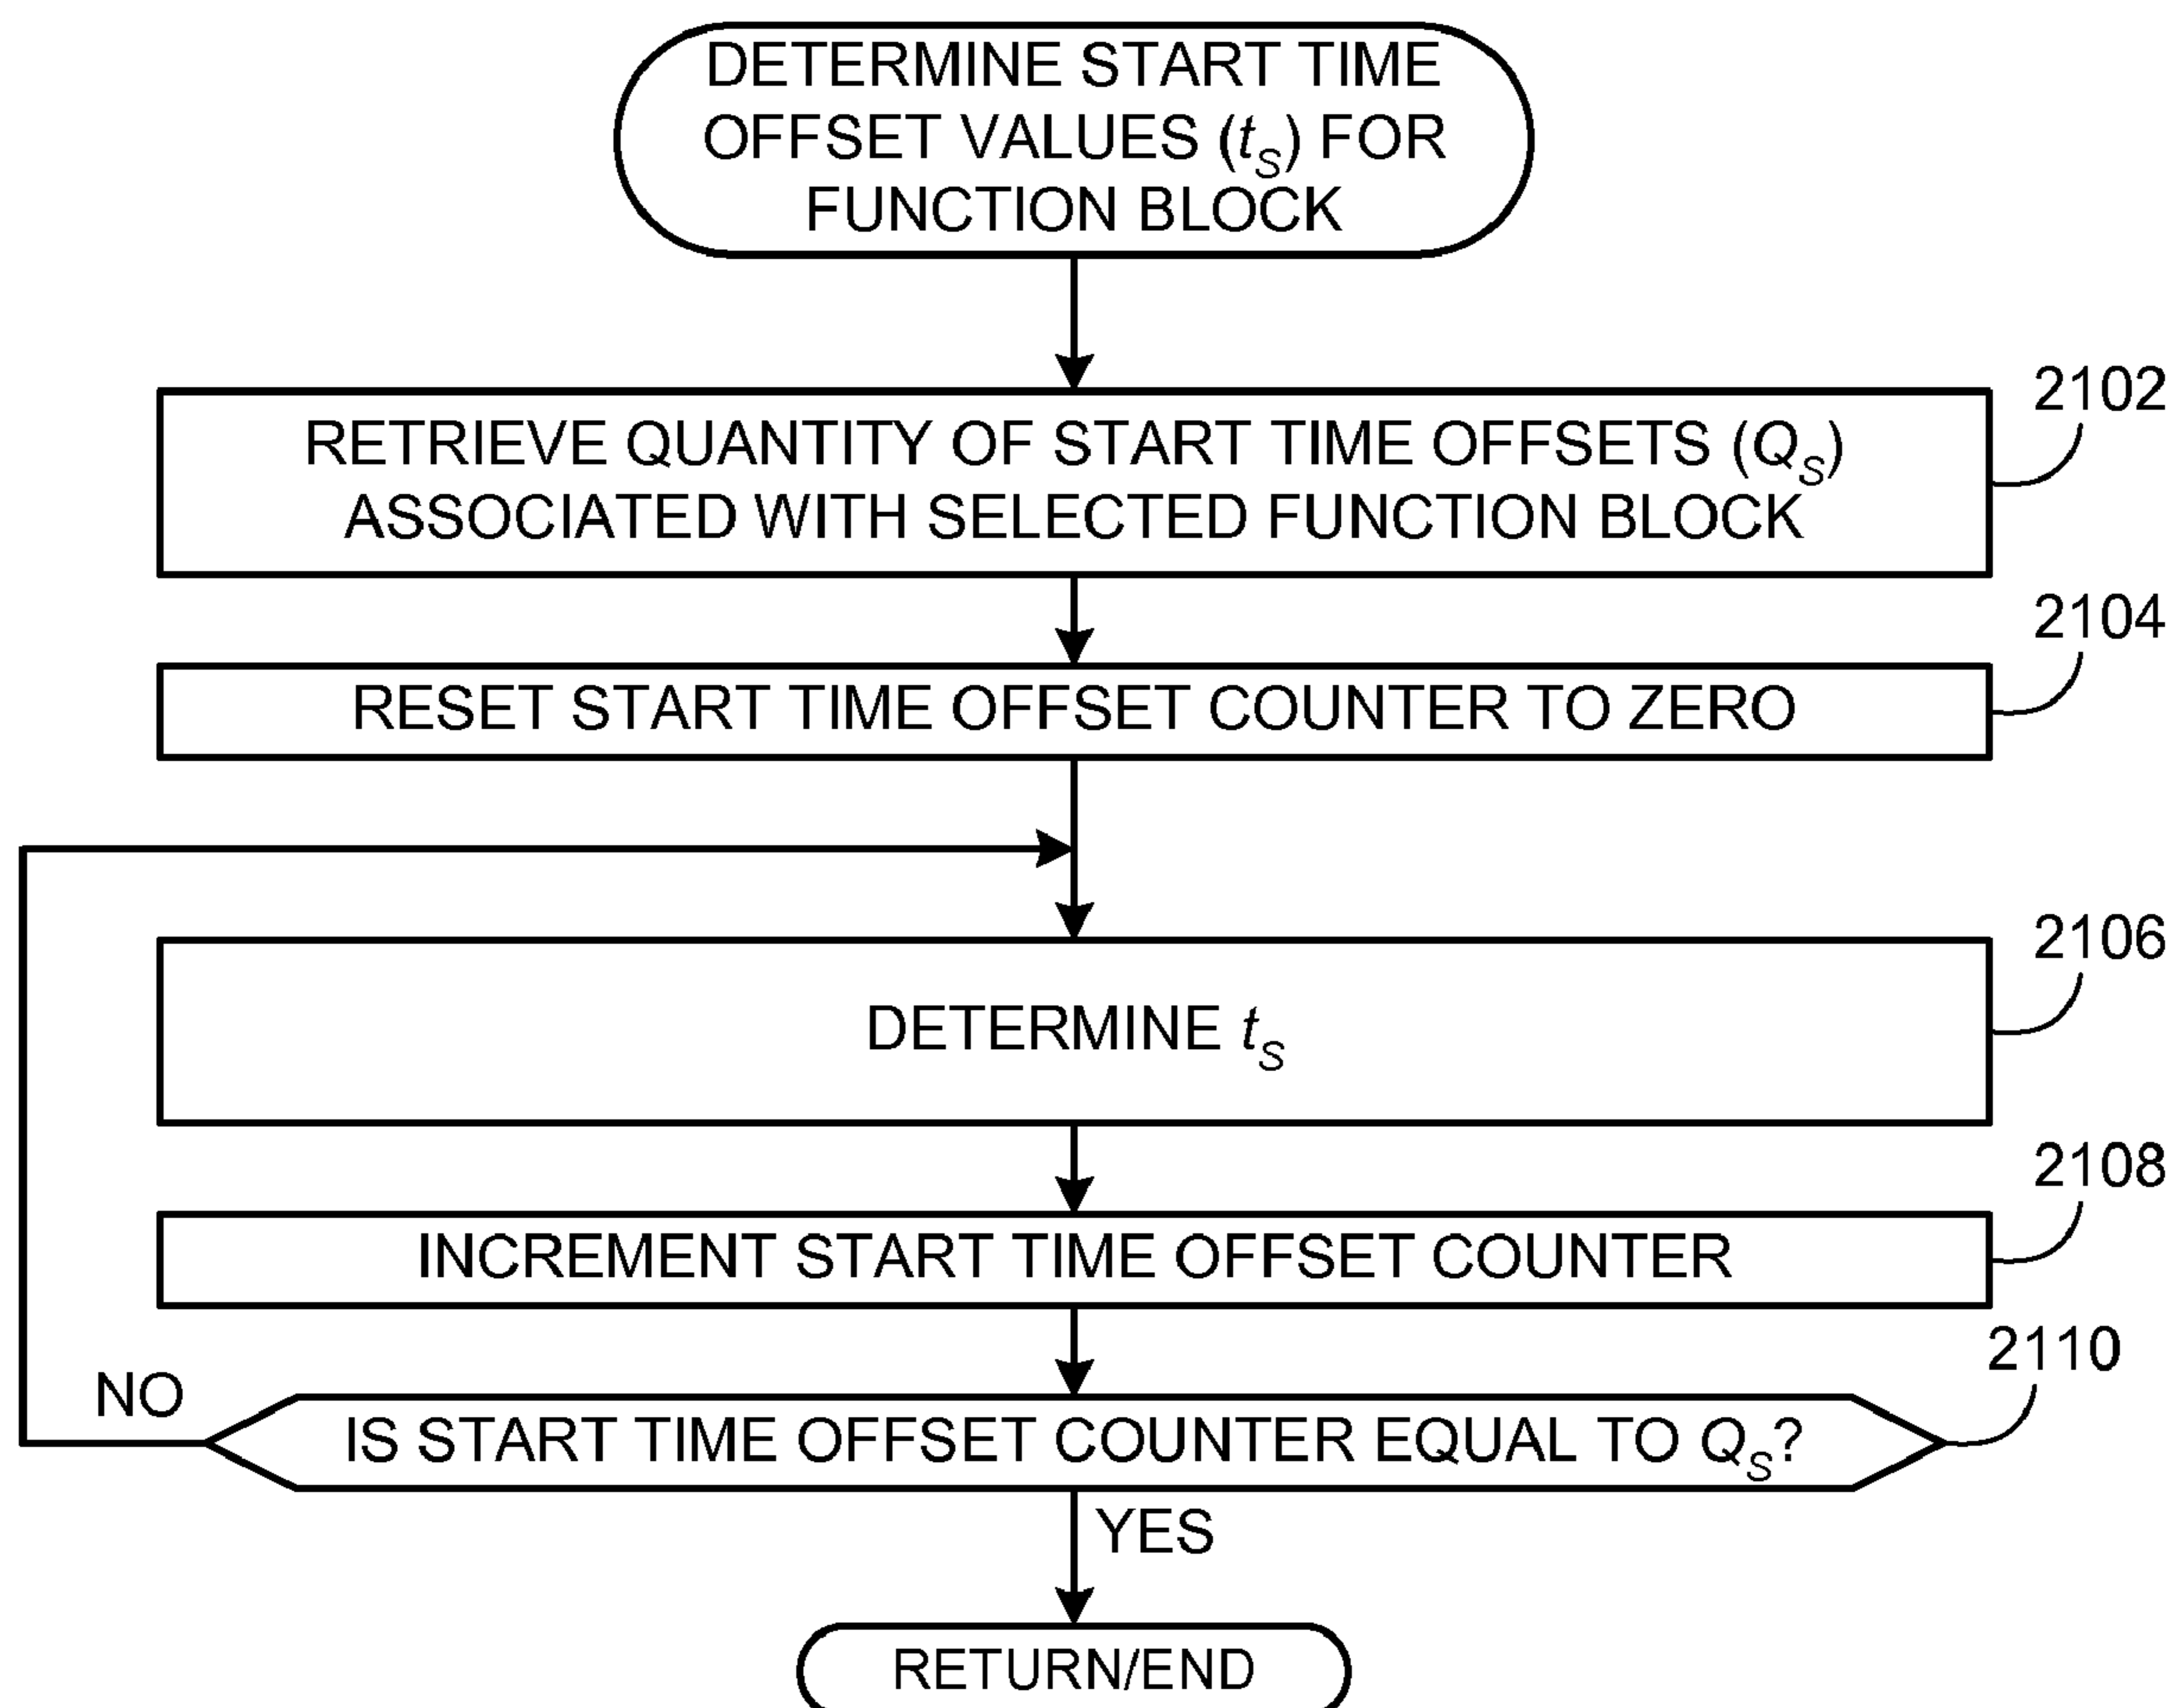 DETERMINE START TIME
OFFSET VALUES (tS) FOR
FUNCTION BLOCK
2102
RETRIEVE QUANTITY OF START TIME OFFSETS (QS)
ASSOCIATED WITH SELECTED FUNCTION BLOCK
2104
RESET START TIME OFFSET COUNTER TO ZERO
2106
DETERMINE tS
2108
INCREMENT START TIME OFFSET COUNTER
2110
NO
IS START TIME OFFSET COUNTER EQUAL TO QS?
YES
RETURN/END